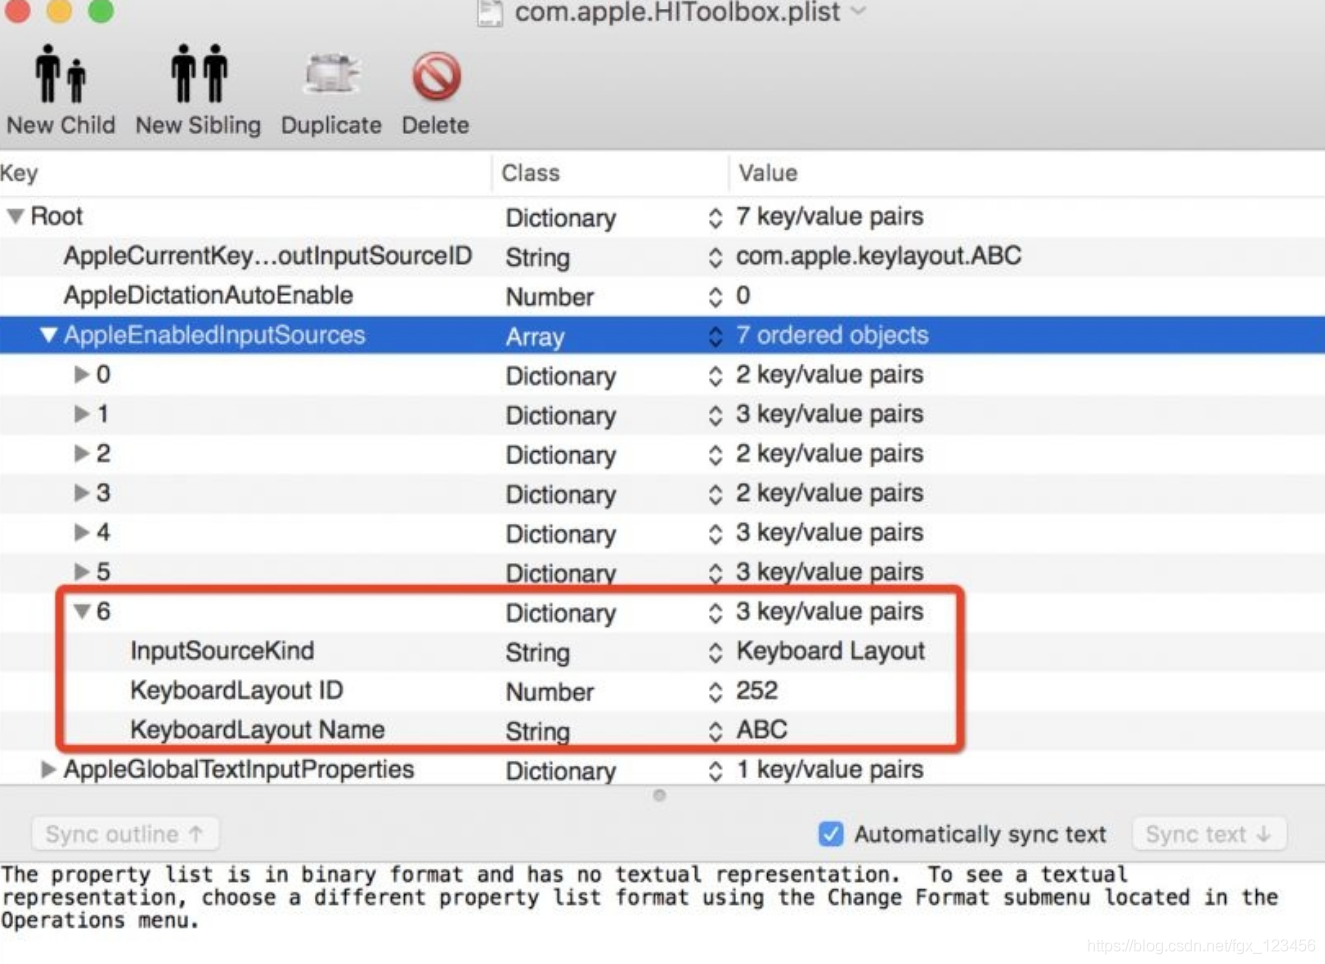 com.apple.HIToolbox.plist
New Child New Sibling Duplicate Delete
Key Class Value
Root Dictionary 7 key/value pairs
AppleCurrentKey...outInputSourceID String com.apple.keylayout.ABC
AppleDictationAutoEnable Number 0
AppleEnabledInputSources Array 7 ordered objects
0 Dictionary 2 key/value pairs
1 Dictionary 3 key/value pairs
2 Dictionary 2 key/value pairs
3 Dictionary 2 key/value pairs
4 Dictionary 3 key/value pairs
5 Dictionary 3 key/value pairs
6 Dictionary 3 key/value pairs
InputSourceKind String Keyboard Layout
KeyboardLayout ID Number 252
KeyboardLayout Name String ABC
AppleGlobalTextInputProperties Dictionary 1 key/value pairs
Sync outline ↑ Automatically sync text Sync text ↓
The property list is in binary format and has no textual representation.  To see a textual
representation, choose a different property list format using the Change Format submenu located in the
Operations menu.
https://blog.csdn.net/fgx_123456